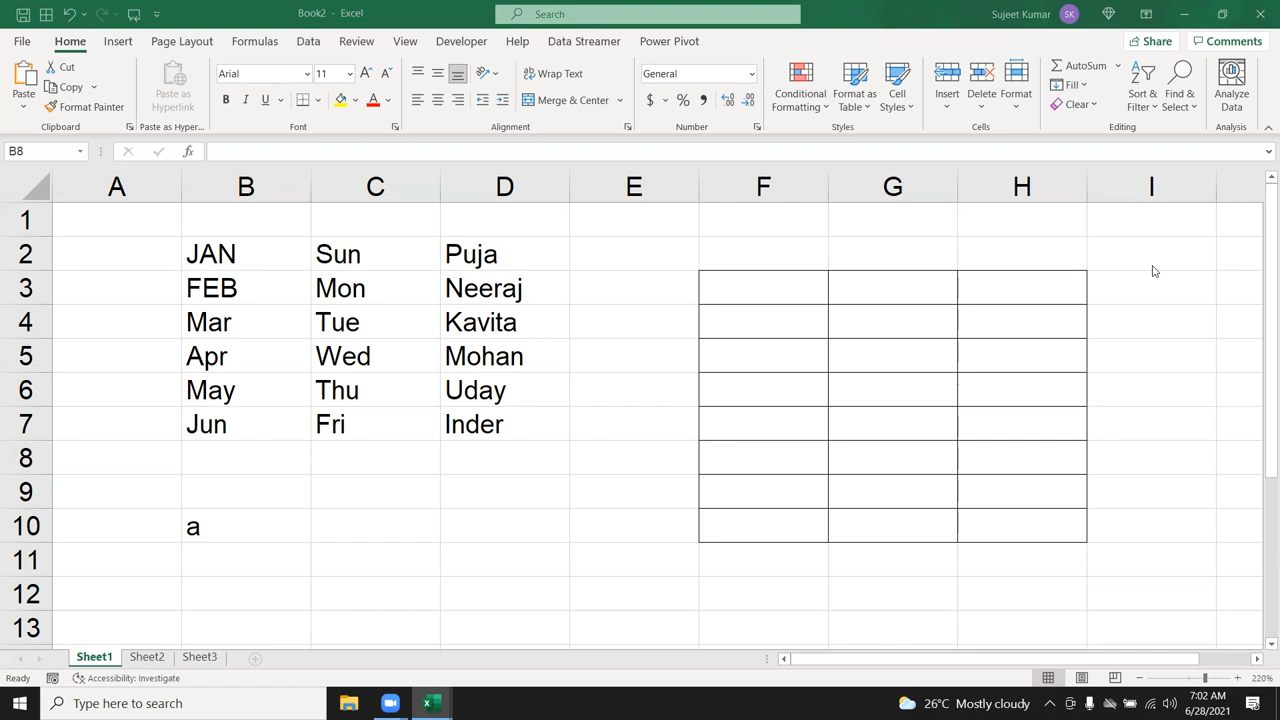 Book2 - Excel
Search
Sujeet Kumar
SK
File Home Insert Page Layout Formulas Data Review View Developer Help Data Streamer Power Pivot
Share
Comments
Paste
Cut
Copy
Format Painter
Clipboard
Paste as Hyperlink
Paste as Hyper...
Arial
11
B I U
Font
Wrap Text
Merge & Center
Alignment
General
$ % ,
Number
Conditional Formatting
Format as Table
Cell Styles
Styles
Insert
Delete
Format
Cells
AutoSum
Fill
Clear
Sort & Filter
Find & Select
Editing
Analyze Data
Analysis
B8
fx
A B C D E F G H I
1
2 JAN Sun Puja
3 FEB Mon Neeraj
4 Mar Tue Kavita
5 Apr Wed Mohan
6 May Thu Uday
7 Jun Fri Inder
8
9
10 a
11
12
13
Sheet1 Sheet2 Sheet3
Ready
Accessibility: Investigate
220%
Type here to search
26°C Mostly cloudy
7:02 AM
6/28/2021